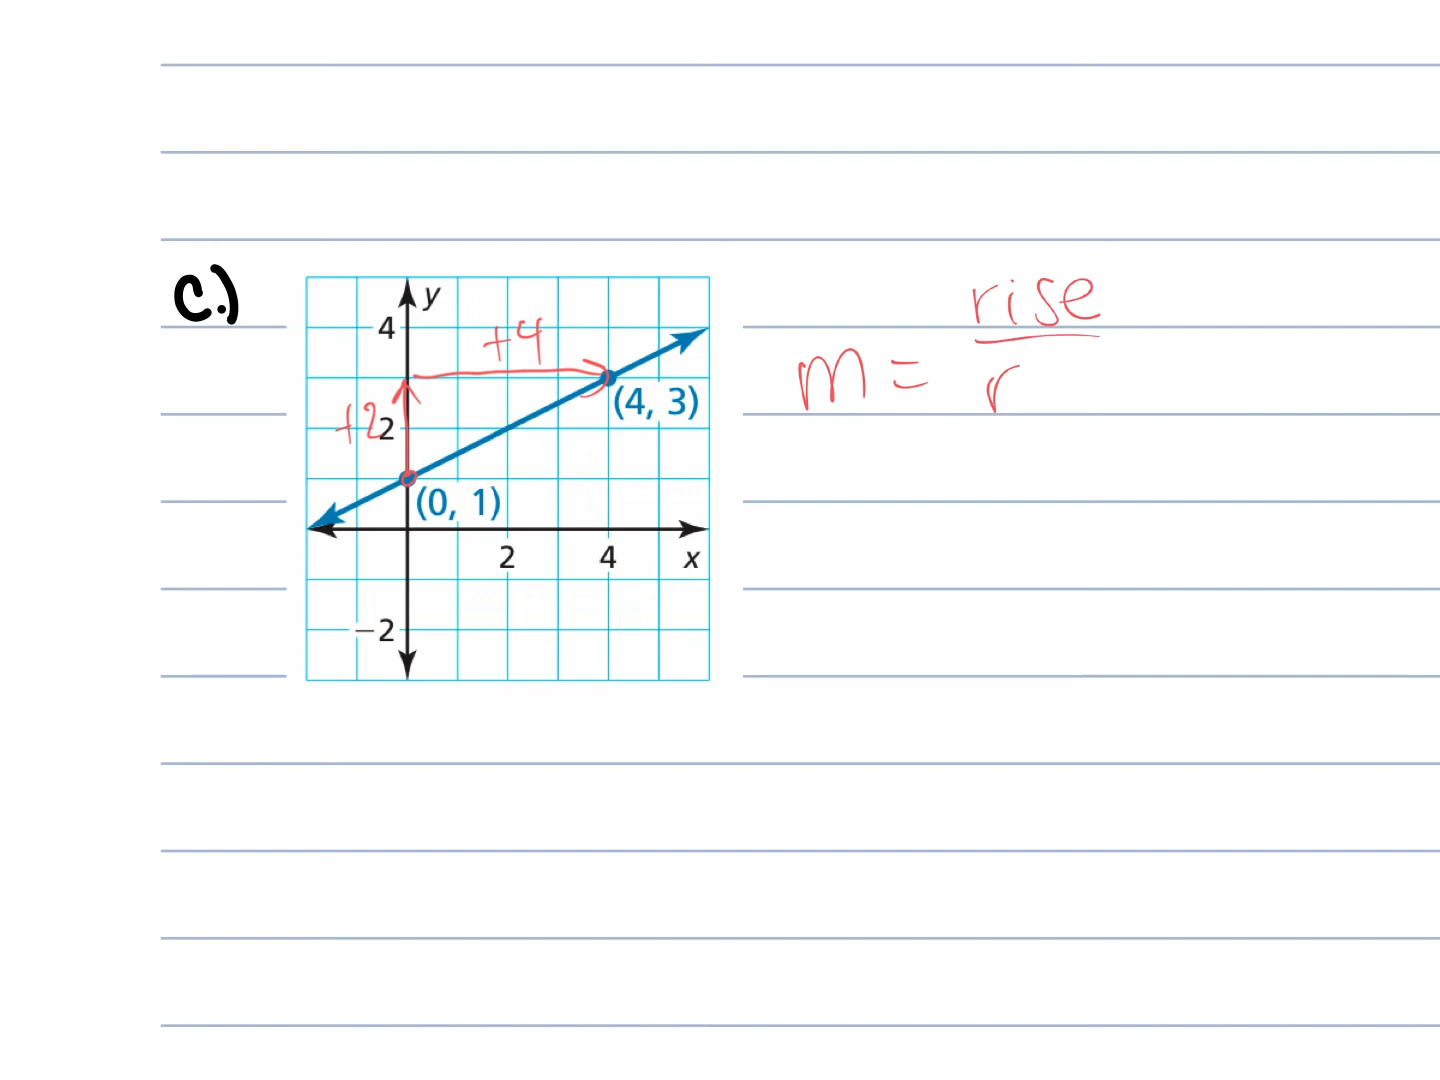 C.)
y
4
+4
(4, 3)
+2
2
(0, 1)
2
4
x
−2
m = rise
r